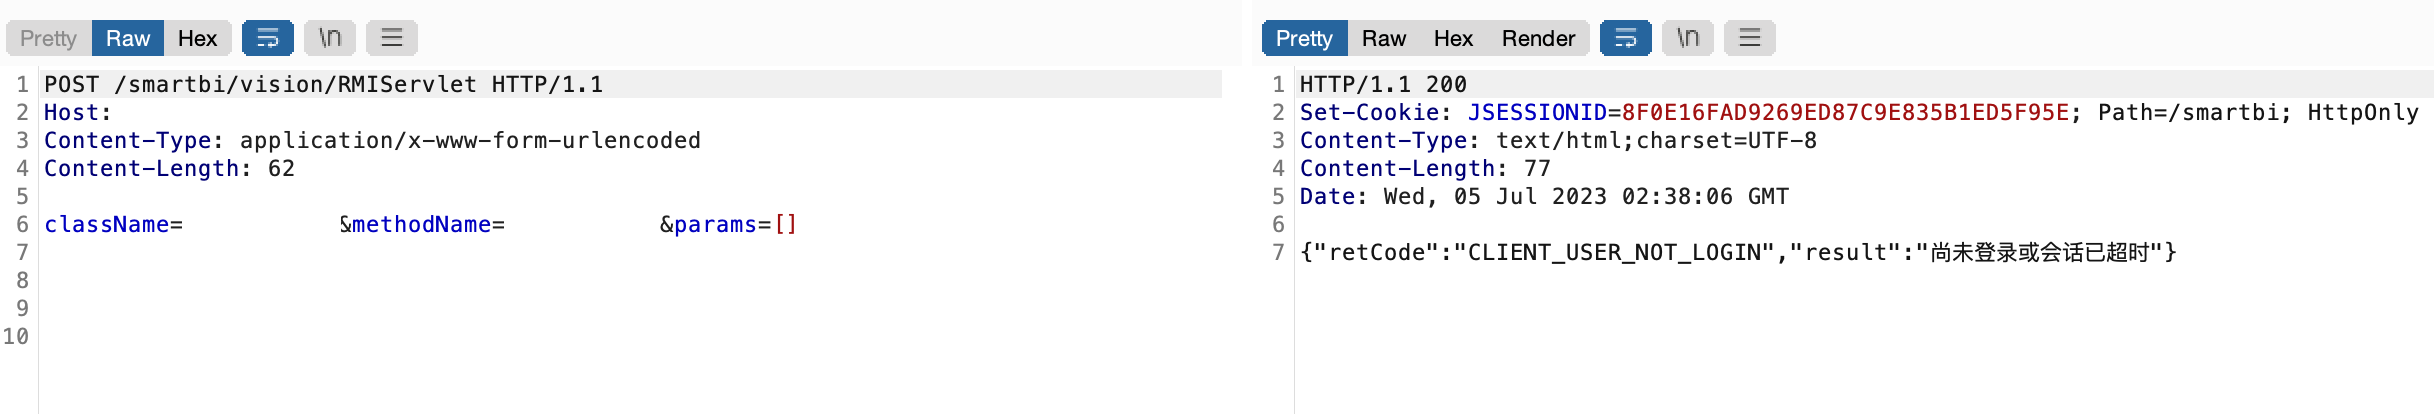 Pretty Raw Hex \n
1 POST /smartbi/vision/RMIServlet HTTP/1.1
2 Host:
3 Content-Type: application/x-www-form-urlencoded
4 Content-Length: 62
5
6 className= &methodName= &params=[]
7
8
9
10
Pretty Raw Hex Render \n
1 HTTP/1.1 200
2 Set-Cookie: JSESSIONID=8F0E16FAD9269ED87C9E835B1ED5F95E; Path=/smartbi; HttpOnly
3 Content-Type: text/html;charset=UTF-8
4 Content-Length: 77
5 Date: Wed, 05 Jul 2023 02:38:06 GMT
6
7 {"retCode":"CLIENT_USER_NOT_LOGIN","result":"尚未登录或会话已超时"}